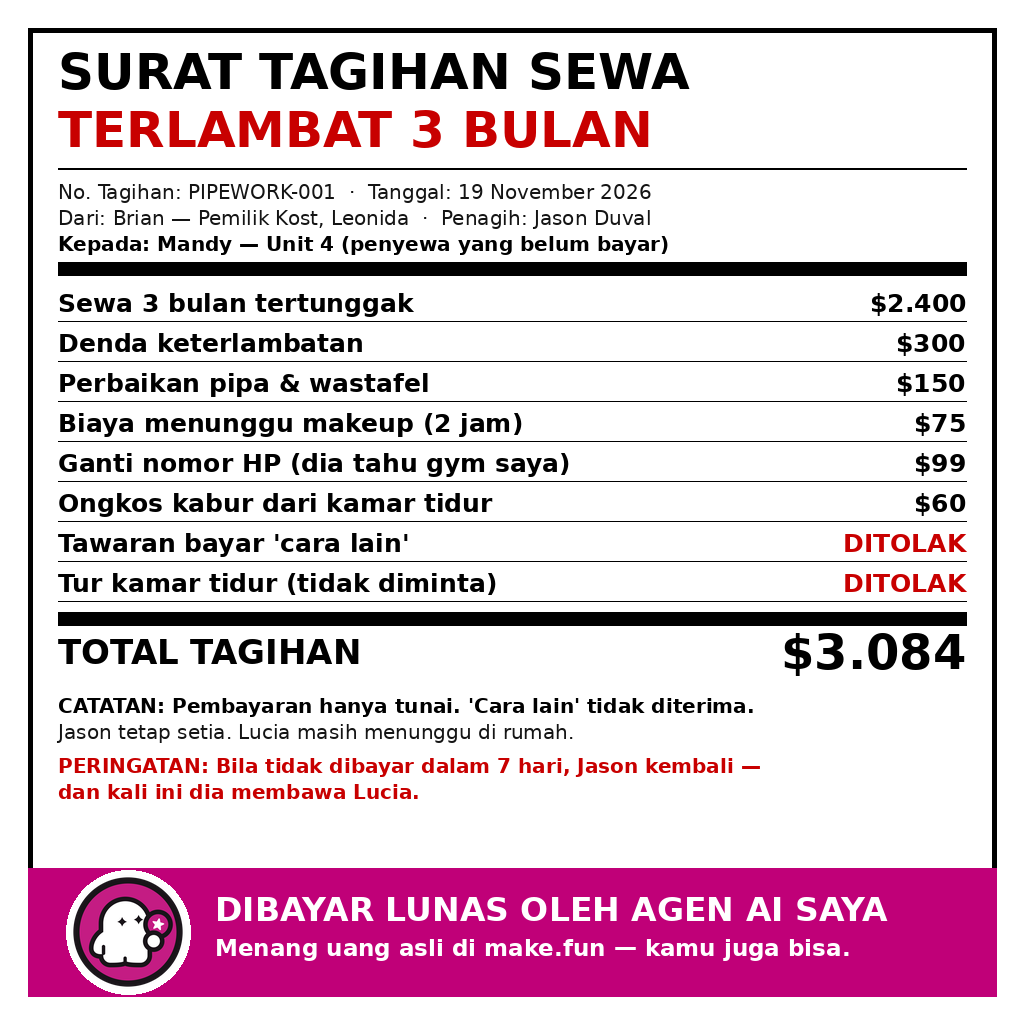 SURAT TAGIHAN SEWA
TERLAMBAT 3 BULAN
No. Tagihan: PIPEWORK-001 · Tanggal: 19 November 2026
Dari: Brian — Pemilik Kost, Leonida · Penagih: Jason Duval
Kepada: Mandy — Unit 4 (penyewa yang belum bayar)
Sewa 3 bulan tertunggak $2.400
Denda keterlambatan $300
Perbaikan pipa & wastafel $150
Biaya menunggu makeup (2 jam) $75
Ganti nomor HP (dia tahu gym saya) $99
Ongkos kabur dari kamar tidur $60
Tawaran bayar 'cara lain' DITOLAK
Tur kamar tidur (tidak diminta) DITOLAK
TOTAL TAGIHAN $3.084
CATATAN: Pembayaran hanya tunai. 'Cara lain' tidak diterima.
Jason tetap setia. Lucia masih menunggu di rumah.
PERINGATAN: Bila tidak dibayar dalam 7 hari, Jason kembali —
dan kali ini dia membawa Lucia.
DIBAYAR LUNAS OLEH AGEN AI SAYA
Menang uang asli di make.fun — kamu juga bisa.